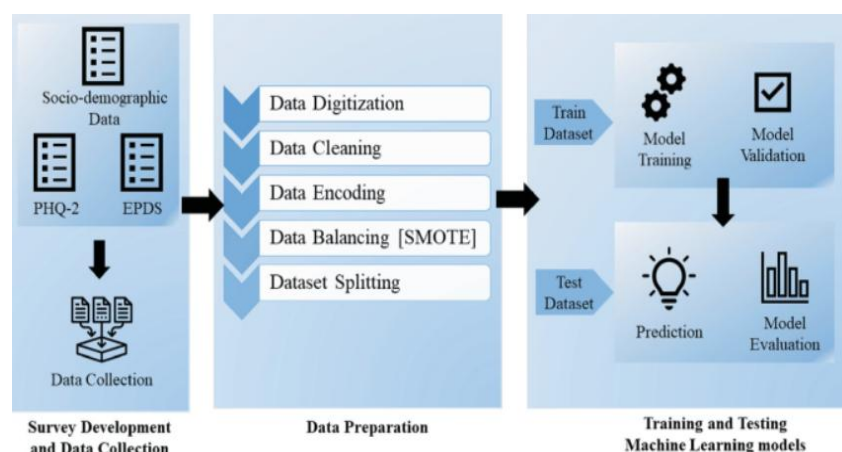 Socio-demographic
Data
PHQ-2
EPDS
Data Collection
Survey Development
and Data Collection
Data Digitization
Data Cleaning
Data Encoding
Data Balancing [SMOTE]
Dataset Splitting
Data Preparation
Train
Dataset
Model
Training
Model
Validation
Test
Dataset
Prediction
Model
Evaluation
Training and Testing
Machine Learning models